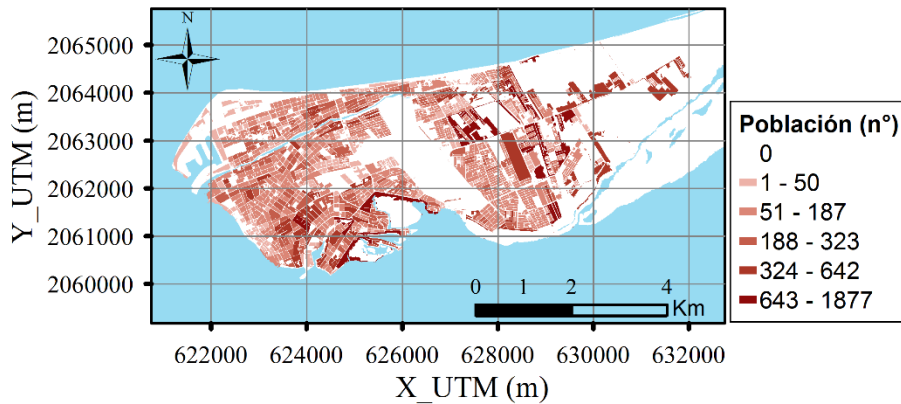 N
2065000
2064000
2063000
2062000
2061000
2060000
Y_UTM (m)
622000 624000 626000 628000 630000 632000
X_UTM (m)
0 1 2 4
Km
Población (n°)
0
1 - 50
51 - 187
188 - 323
324 - 642
643 - 1877